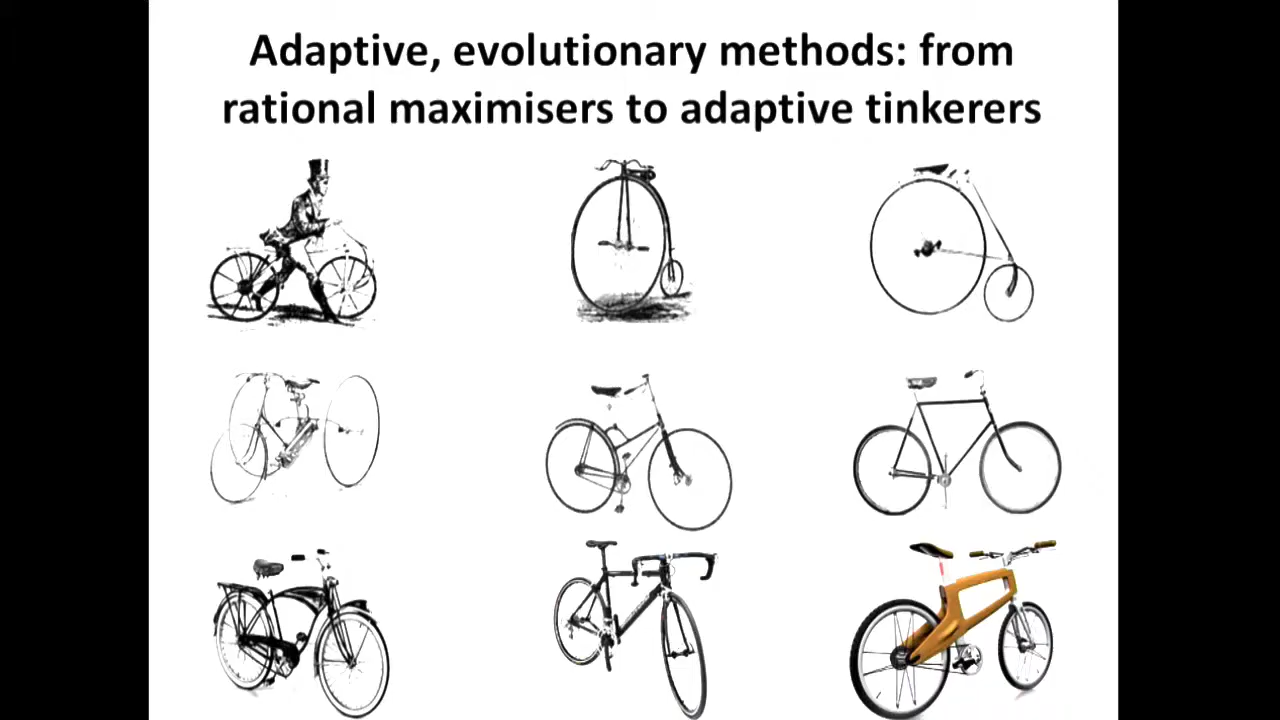 Adaptive, evolutionary methods: from
rational maximisers to adaptive tinkerers